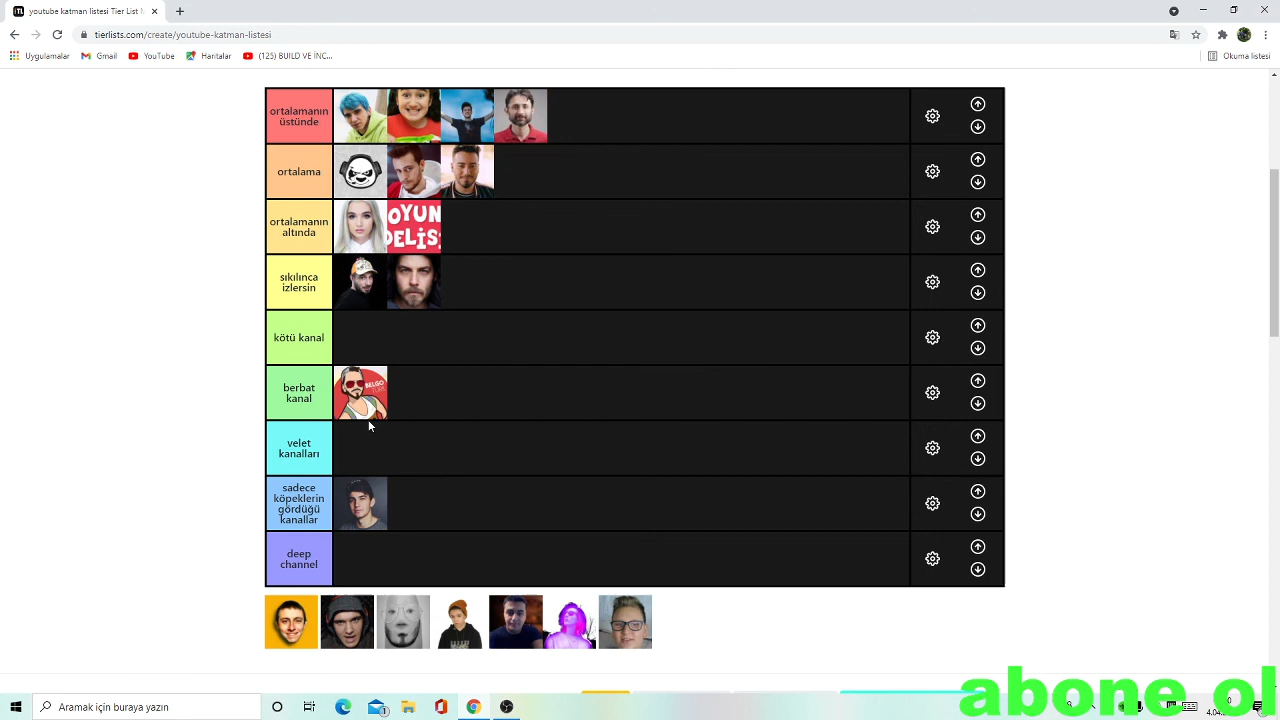 youtube katman listesi Tier List M
tierlists.com/create/youtube-katman-listesi
Uygulamalar
Gmail
YouTube
Haritalar
(125) BUILD VE İNC...
Okuma listesi
ortalamanın
üstünde
ortalama
ortalamanın
altında
OYUN
DELİSİ
sıkılınca
izlersin
kötü kanal
berbat
kanal
BELGO
velet
kanalları
sadece
köpeklerin
gördüğü
kanallar
deep
channel
abone ol
Aramak için buraya yazın